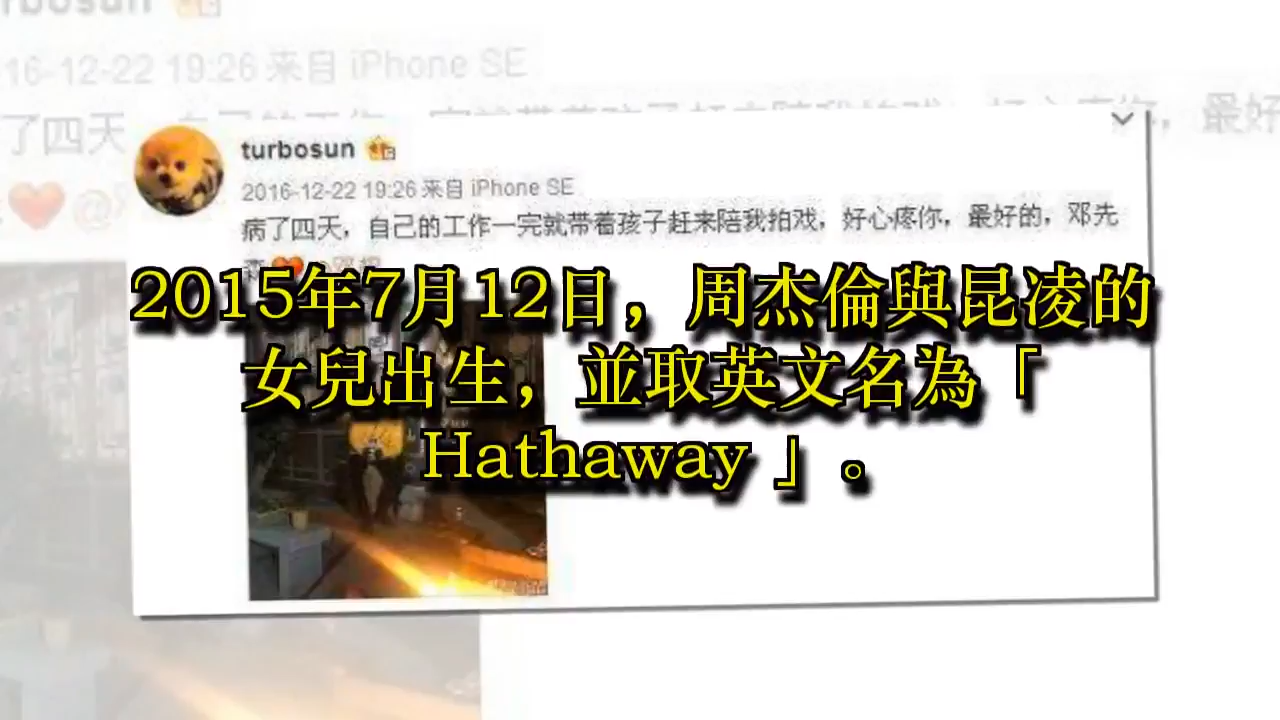 16-12-22 19:26 来自 iPhone SE
了四天
最好
turbosun
2016-12-22 19:26 来自 iPhone SE
病了四天，自己的工作一完就带着孩子赶来陪我拍戏，好心疼你，最好的，邓先
2015年7月12日，周杰倫與昆凌的
女兒出生，並取英文名為「
Hathaway 」。